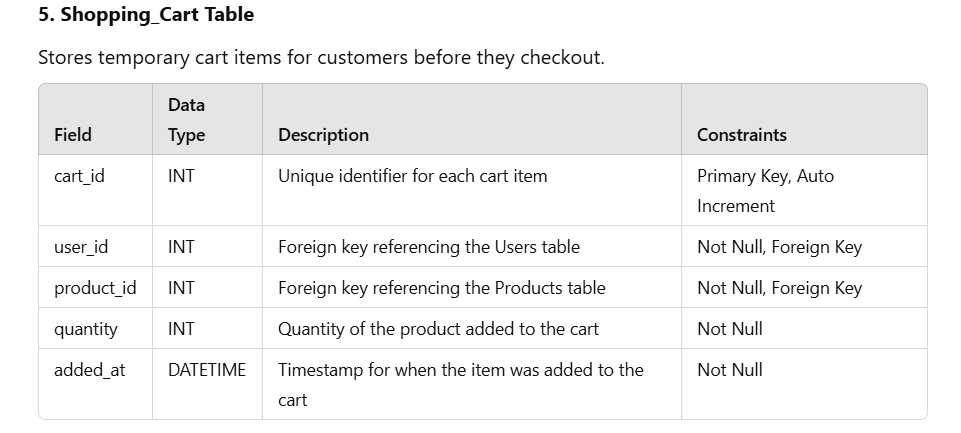 5. Shopping_Cart Table
Stores temporary cart items for customers before they checkout.
Field Data Type Description Constraints
cart_id INT Unique identifier for each cart item Primary Key, Auto Increment
user_id INT Foreign key referencing the Users table Not Null, Foreign Key
product_id INT Foreign key referencing the Products table Not Null, Foreign Key
quantity INT Quantity of the product added to the cart Not Null
added_at DATETIME Timestamp for when the item was added to the cart Not Null